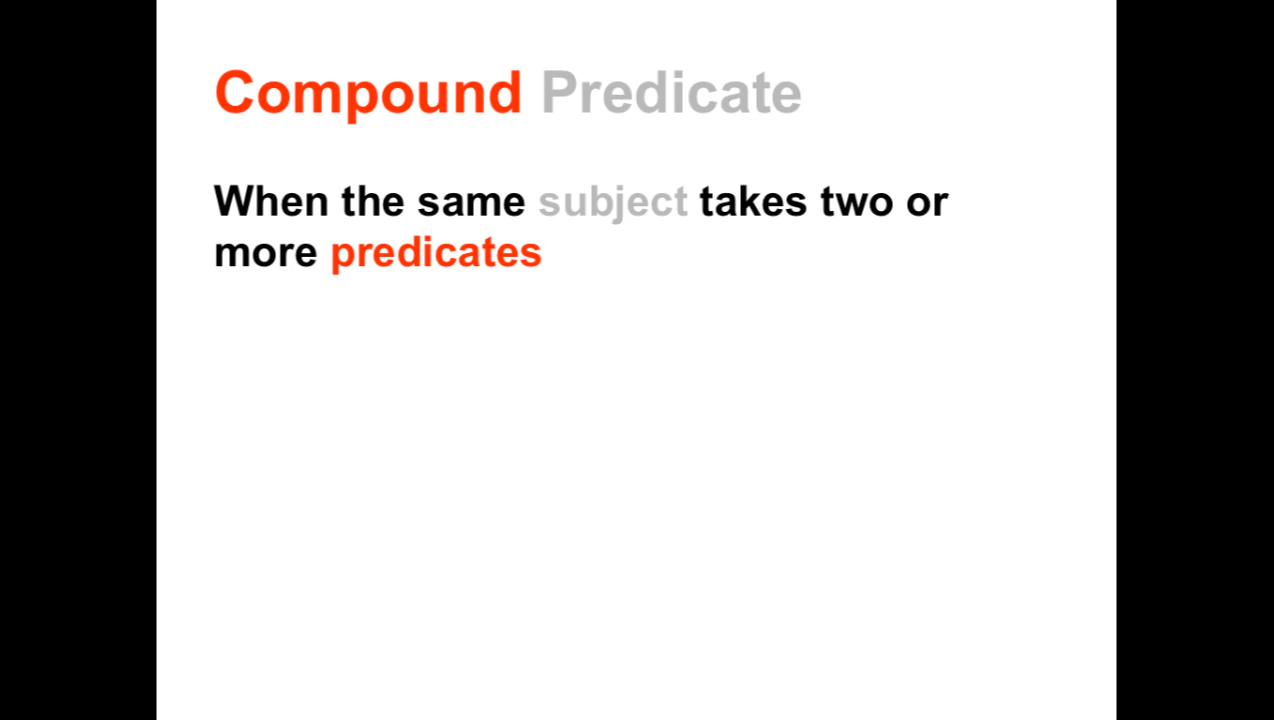 Compound Predicate
When the same subject takes two or
more predicates